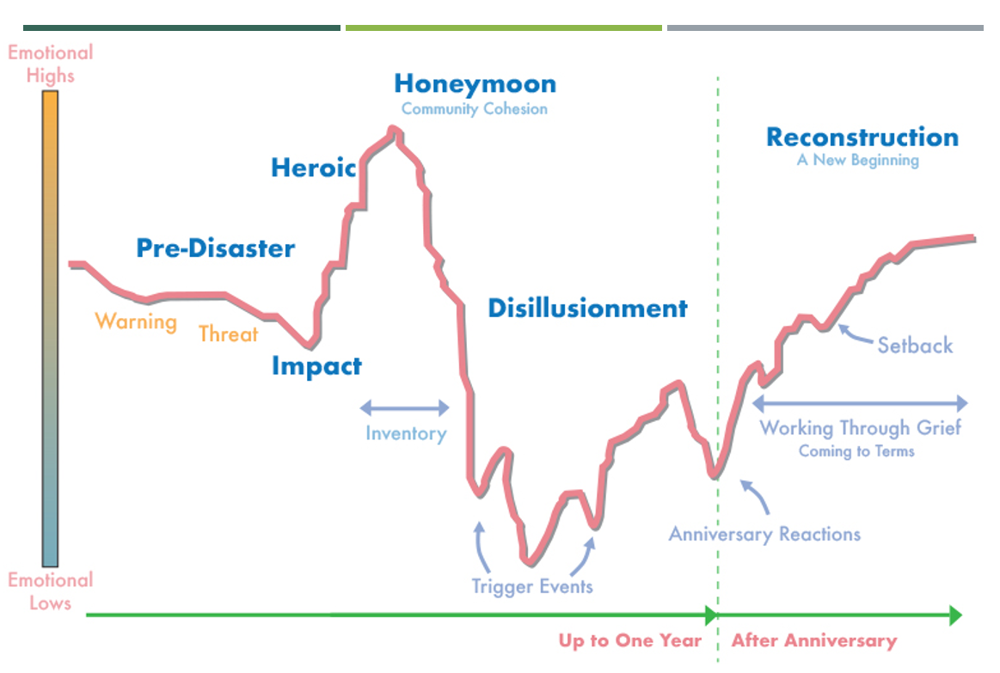 Emotional
Highs
Honeymoon
Community Cohesion
Reconstruction
A New Beginning
Heroic
Pre-Disaster
Warning
Threat
Impact
Disillusionment
Setback
Inventory
Working Through Grief
Coming to Terms
Anniversary Reactions
Trigger Events
Emotional
Lows
Up to One Year
After Anniversary